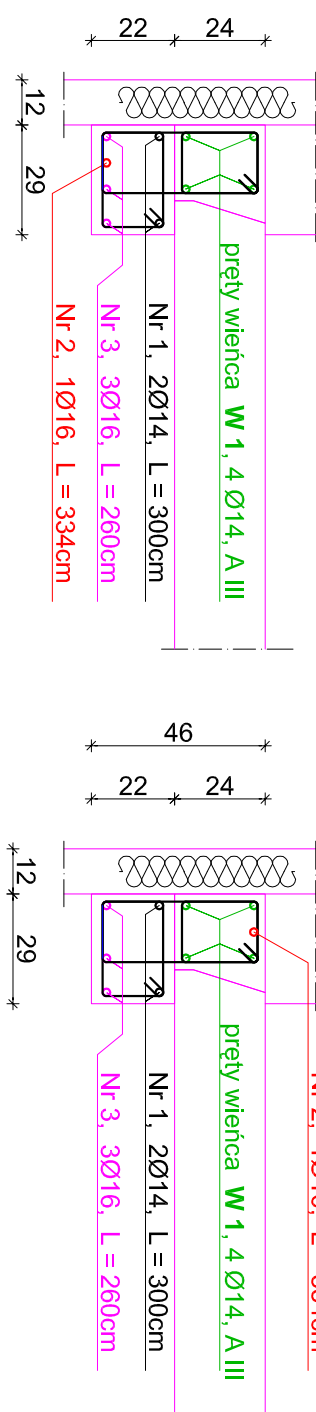 22
24
12
29
pręty wieńca W 1, 4 Ø14, A III
Nr 1, 2Ø14, L = 300cm
Nr 3, 3Ø16, L = 260cm
Nr 2, 1Ø16, L = 334cm
46
22
24
12
29
pręty wieńca W 1, 4 Ø14, A III
Nr 1, 2Ø14, L = 300cm
Nr 3, 3Ø16, L = 260cm